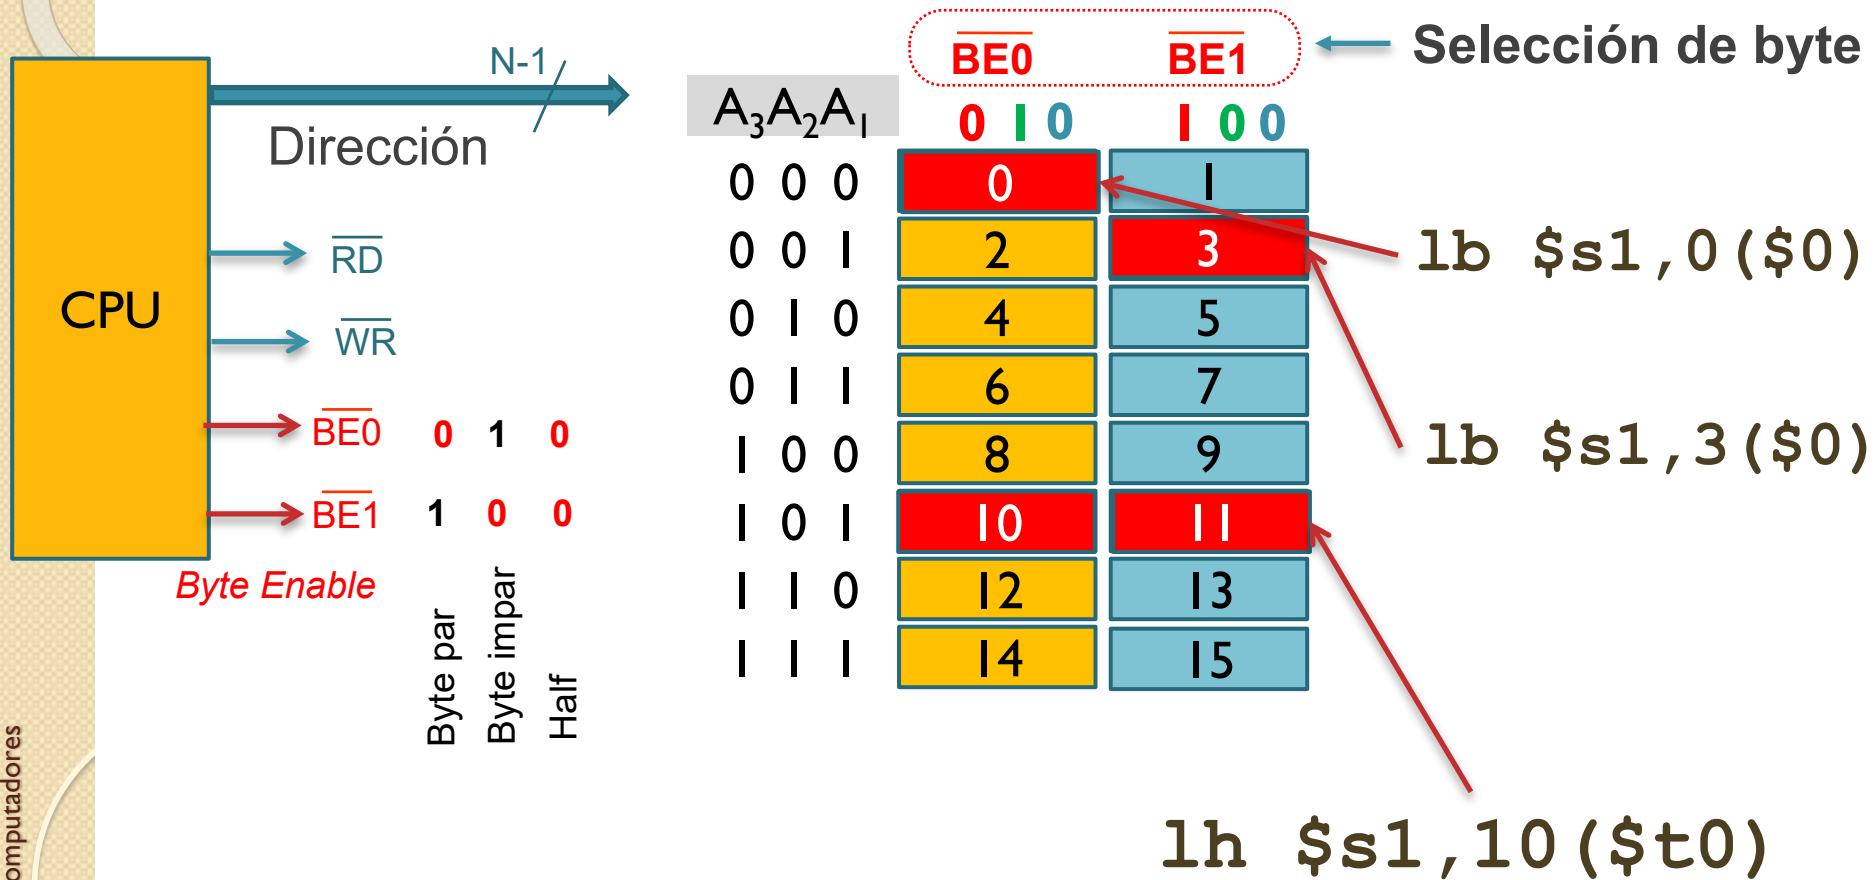 N-1
Dirección
CPU
RD
WR
BE0 0 1 0
BE1 1 0 0
Byte Enable
Byte par
Byte impar
Half
BE0 BE1
Selección de byte
A3A2A1 0 1 0 1 0 0
0 0 0 0 1
0 0 1 2 3
0 1 0 4 5
0 1 1 6 7
1 0 0 8 9
1 0 1 10 11
1 1 0 12 13
1 1 1 14 15
lb $s1,0($0)
lb $s1,3($0)
lh $s1,10($t0)
omputadores